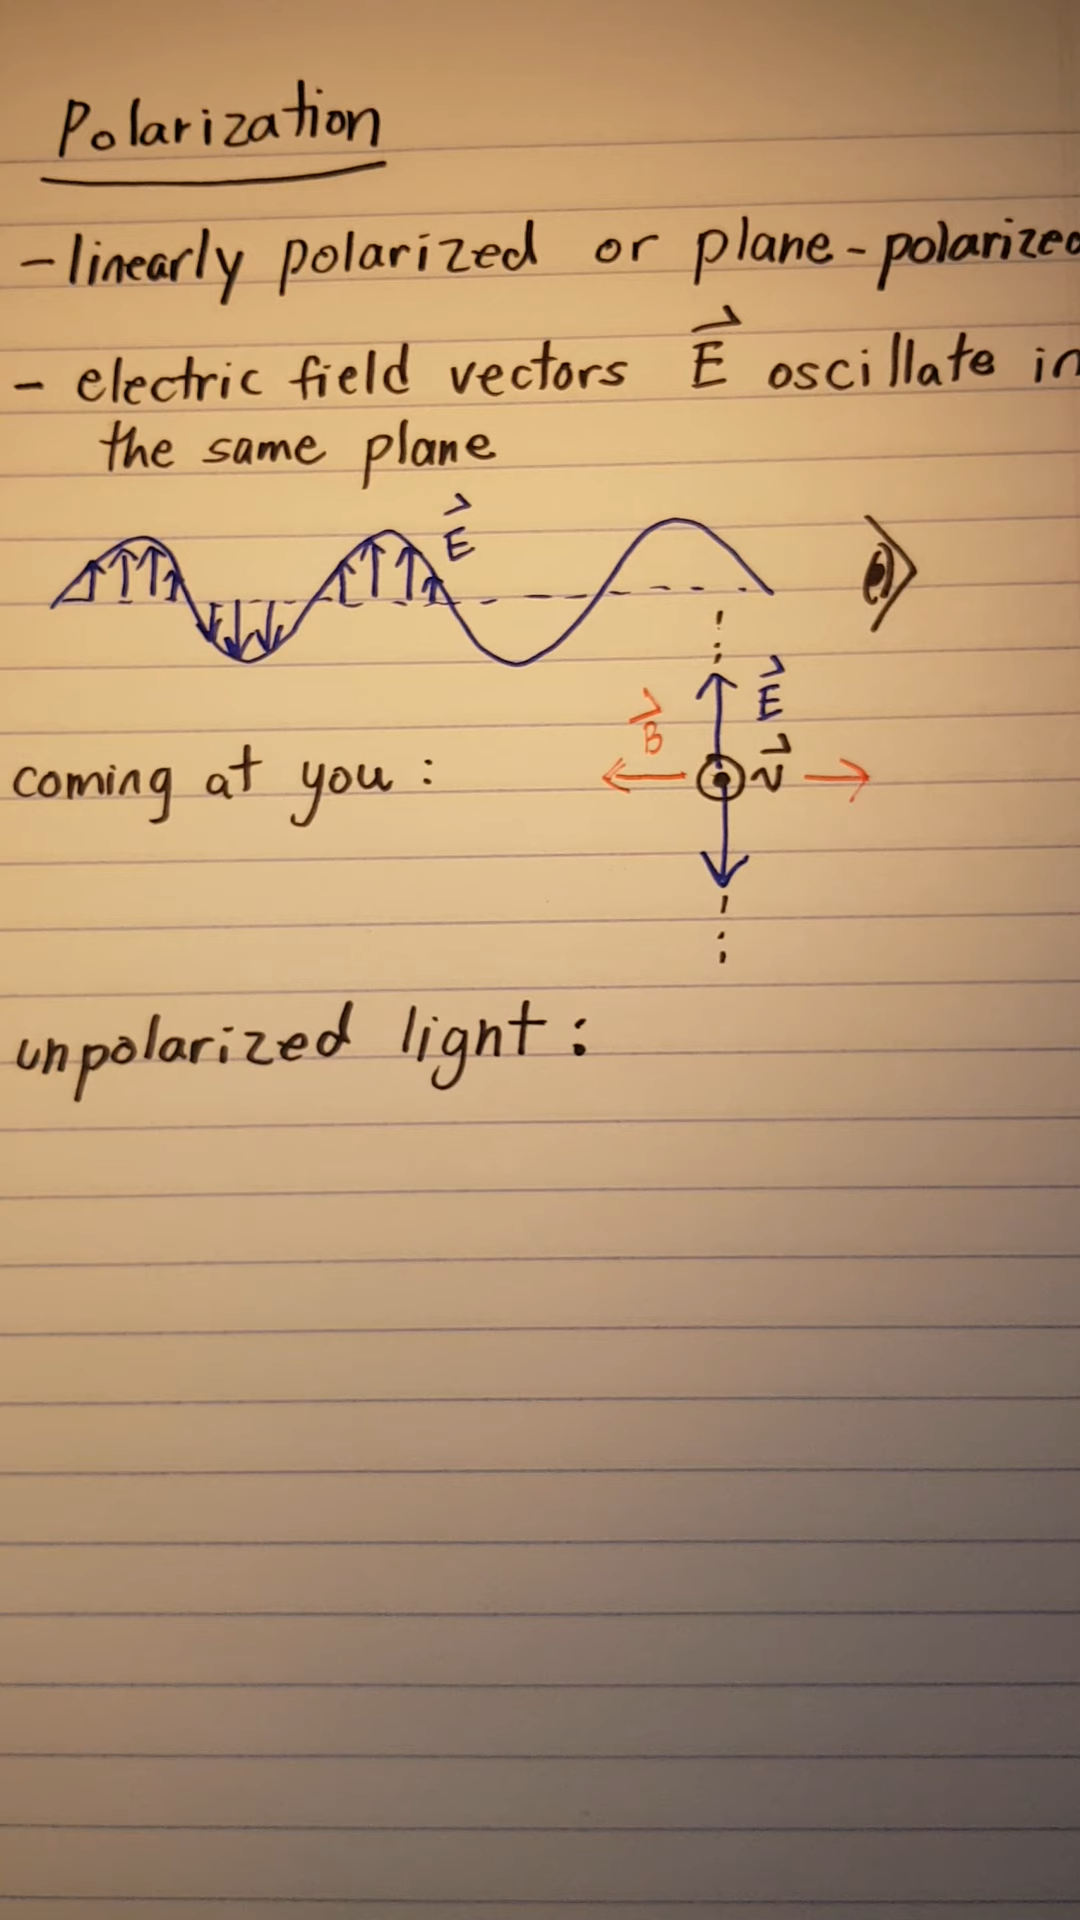 Polarization
- linearly polarized or plane-polarized
- electric field vectors E⃗ oscillate in
the same plane
E⃗
E⃗
B⃗
coming at you : v⃗
unpolarized light :